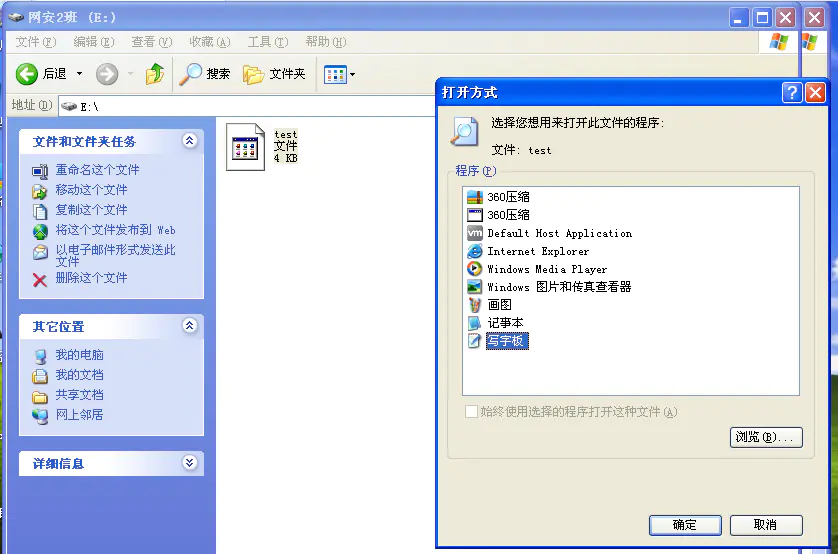 网安2班 (E:)
文件(F) 编辑(E) 查看(V) 收藏(A) 工具(T) 帮助(H)
后退 搜索 文件夹
地址(D) E:\
文件和文件夹任务
重命名这个文件
移动这个文件
复制这个文件
将这个文件发布到 Web
以电子邮件形式发送此
文件
删除这个文件
其它位置
我的电脑
我的文档
共享文档
网上邻居
详细信息
test
文件
4 KB
打开方式
选择您想用来打开此文件的程序:
文件: test
程序(P)
360压缩
360压缩
vm Default Host Application
Internet Explorer
Windows Media Player
Windows 图片和传真查看器
画图
记事本
写字板
始终使用选择的程序打开这种文件(A)
浏览(B)...
确定 取消